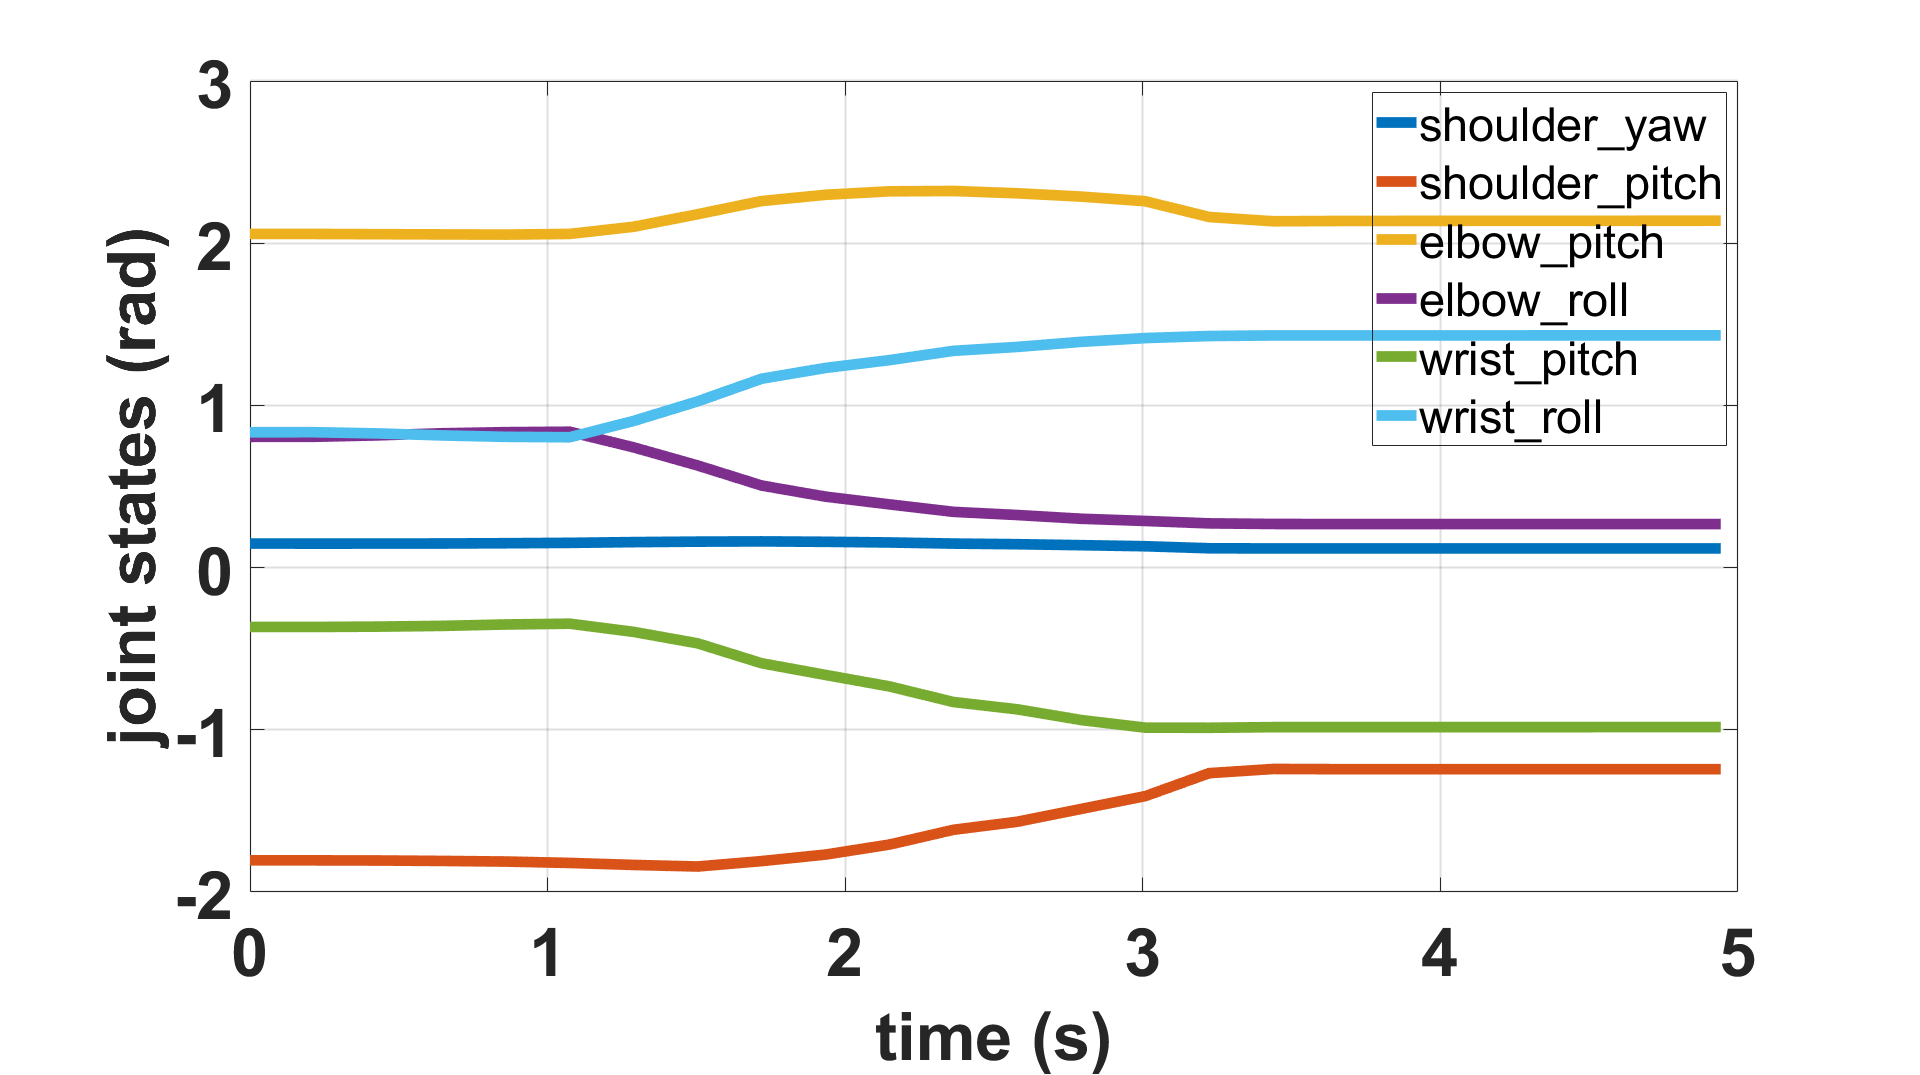 joint states (rad)
3
2
1
0
-1
-2
shoulder_yaw
shoulder_pitch
elbow_pitch
elbow_roll
wrist_pitch
wrist_roll
0 1 2 3 4 5
time (s)